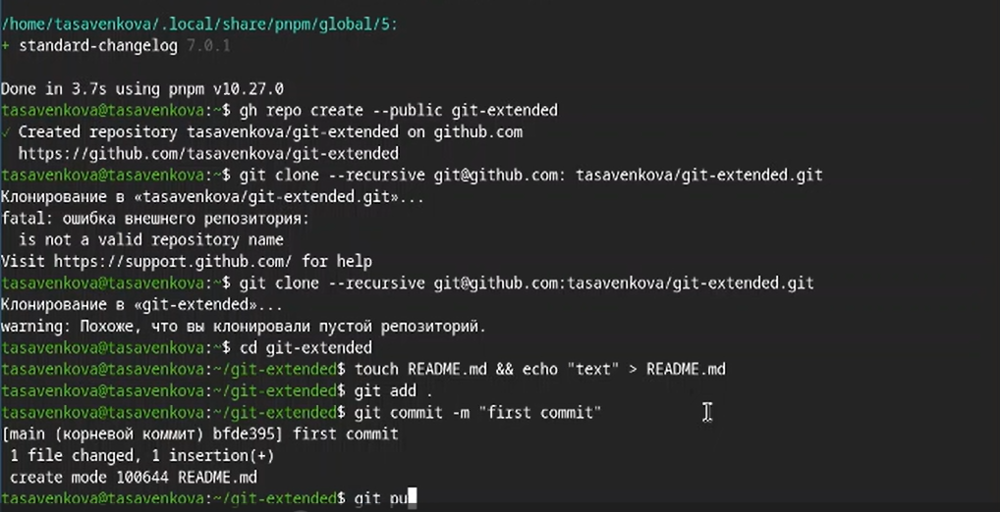 /home/tasavenkova/.local/share/pnpm/global/5:
+ standard-changelog 7.0.1
Done in 3.7s using pnpm v10.27.0
tasavenkova@tasavenkova:~$ gh repo create --public git-extended
✓ Created repository tasavenkova/git-extended on github.com
  https://github.com/tasavenkova/git-extended
tasavenkova@tasavenkova:~$ git clone --recursive git@github.com: tasavenkova/git-extended.git
Клонирование в «tasavenkova/git-extended.git»...
fatal: ошибка внешнего репозитория:
  is not a valid repository name
Visit https://support.github.com/ for help
tasavenkova@tasavenkova:~$ git clone --recursive git@github.com:tasavenkova/git-extended.git
Клонирование в «git-extended»...
warning: Похоже, что вы клонировали пустой репозиторий.
tasavenkova@tasavenkova:~$ cd git-extended
tasavenkova@tasavenkova:~/git-extended$ touch README.md && echo "text" > README.md
tasavenkova@tasavenkova:~/git-extended$ git add .
tasavenkova@tasavenkova:~/git-extended$ git commit -m "first commit"
[main (корневой коммит) bfde395] first commit
 1 file changed, 1 insertion(+)
 create mode 100644 README.md
tasavenkova@tasavenkova:~/git-extended$ git pu